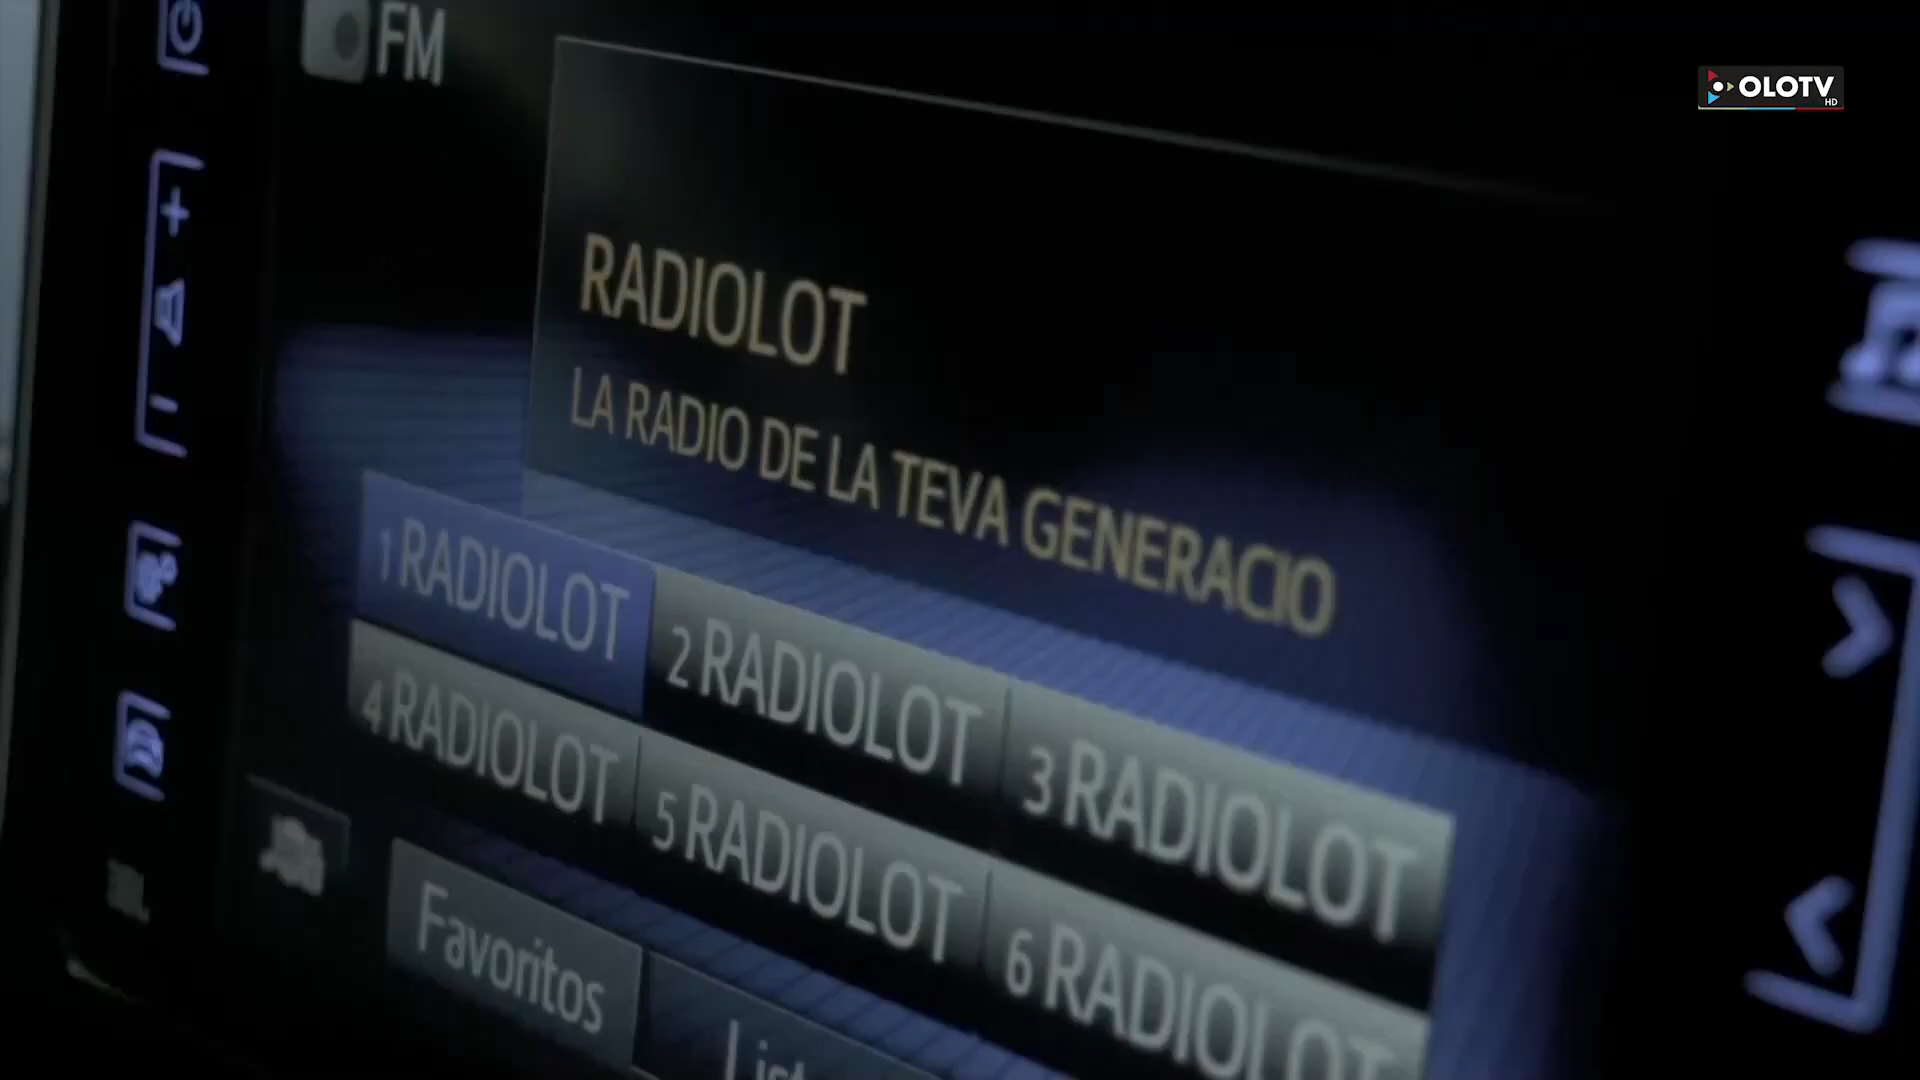 FM
OLOTV
HD
RADIOLOT
LA RADIO DE LA TEVA GENERACIO
1 RADIOLOT
2 RADIOLOT
3 RADIOLOT
4 RADIOLOT
5 RADIOLOT
6 RADIOLOT
Favoritos